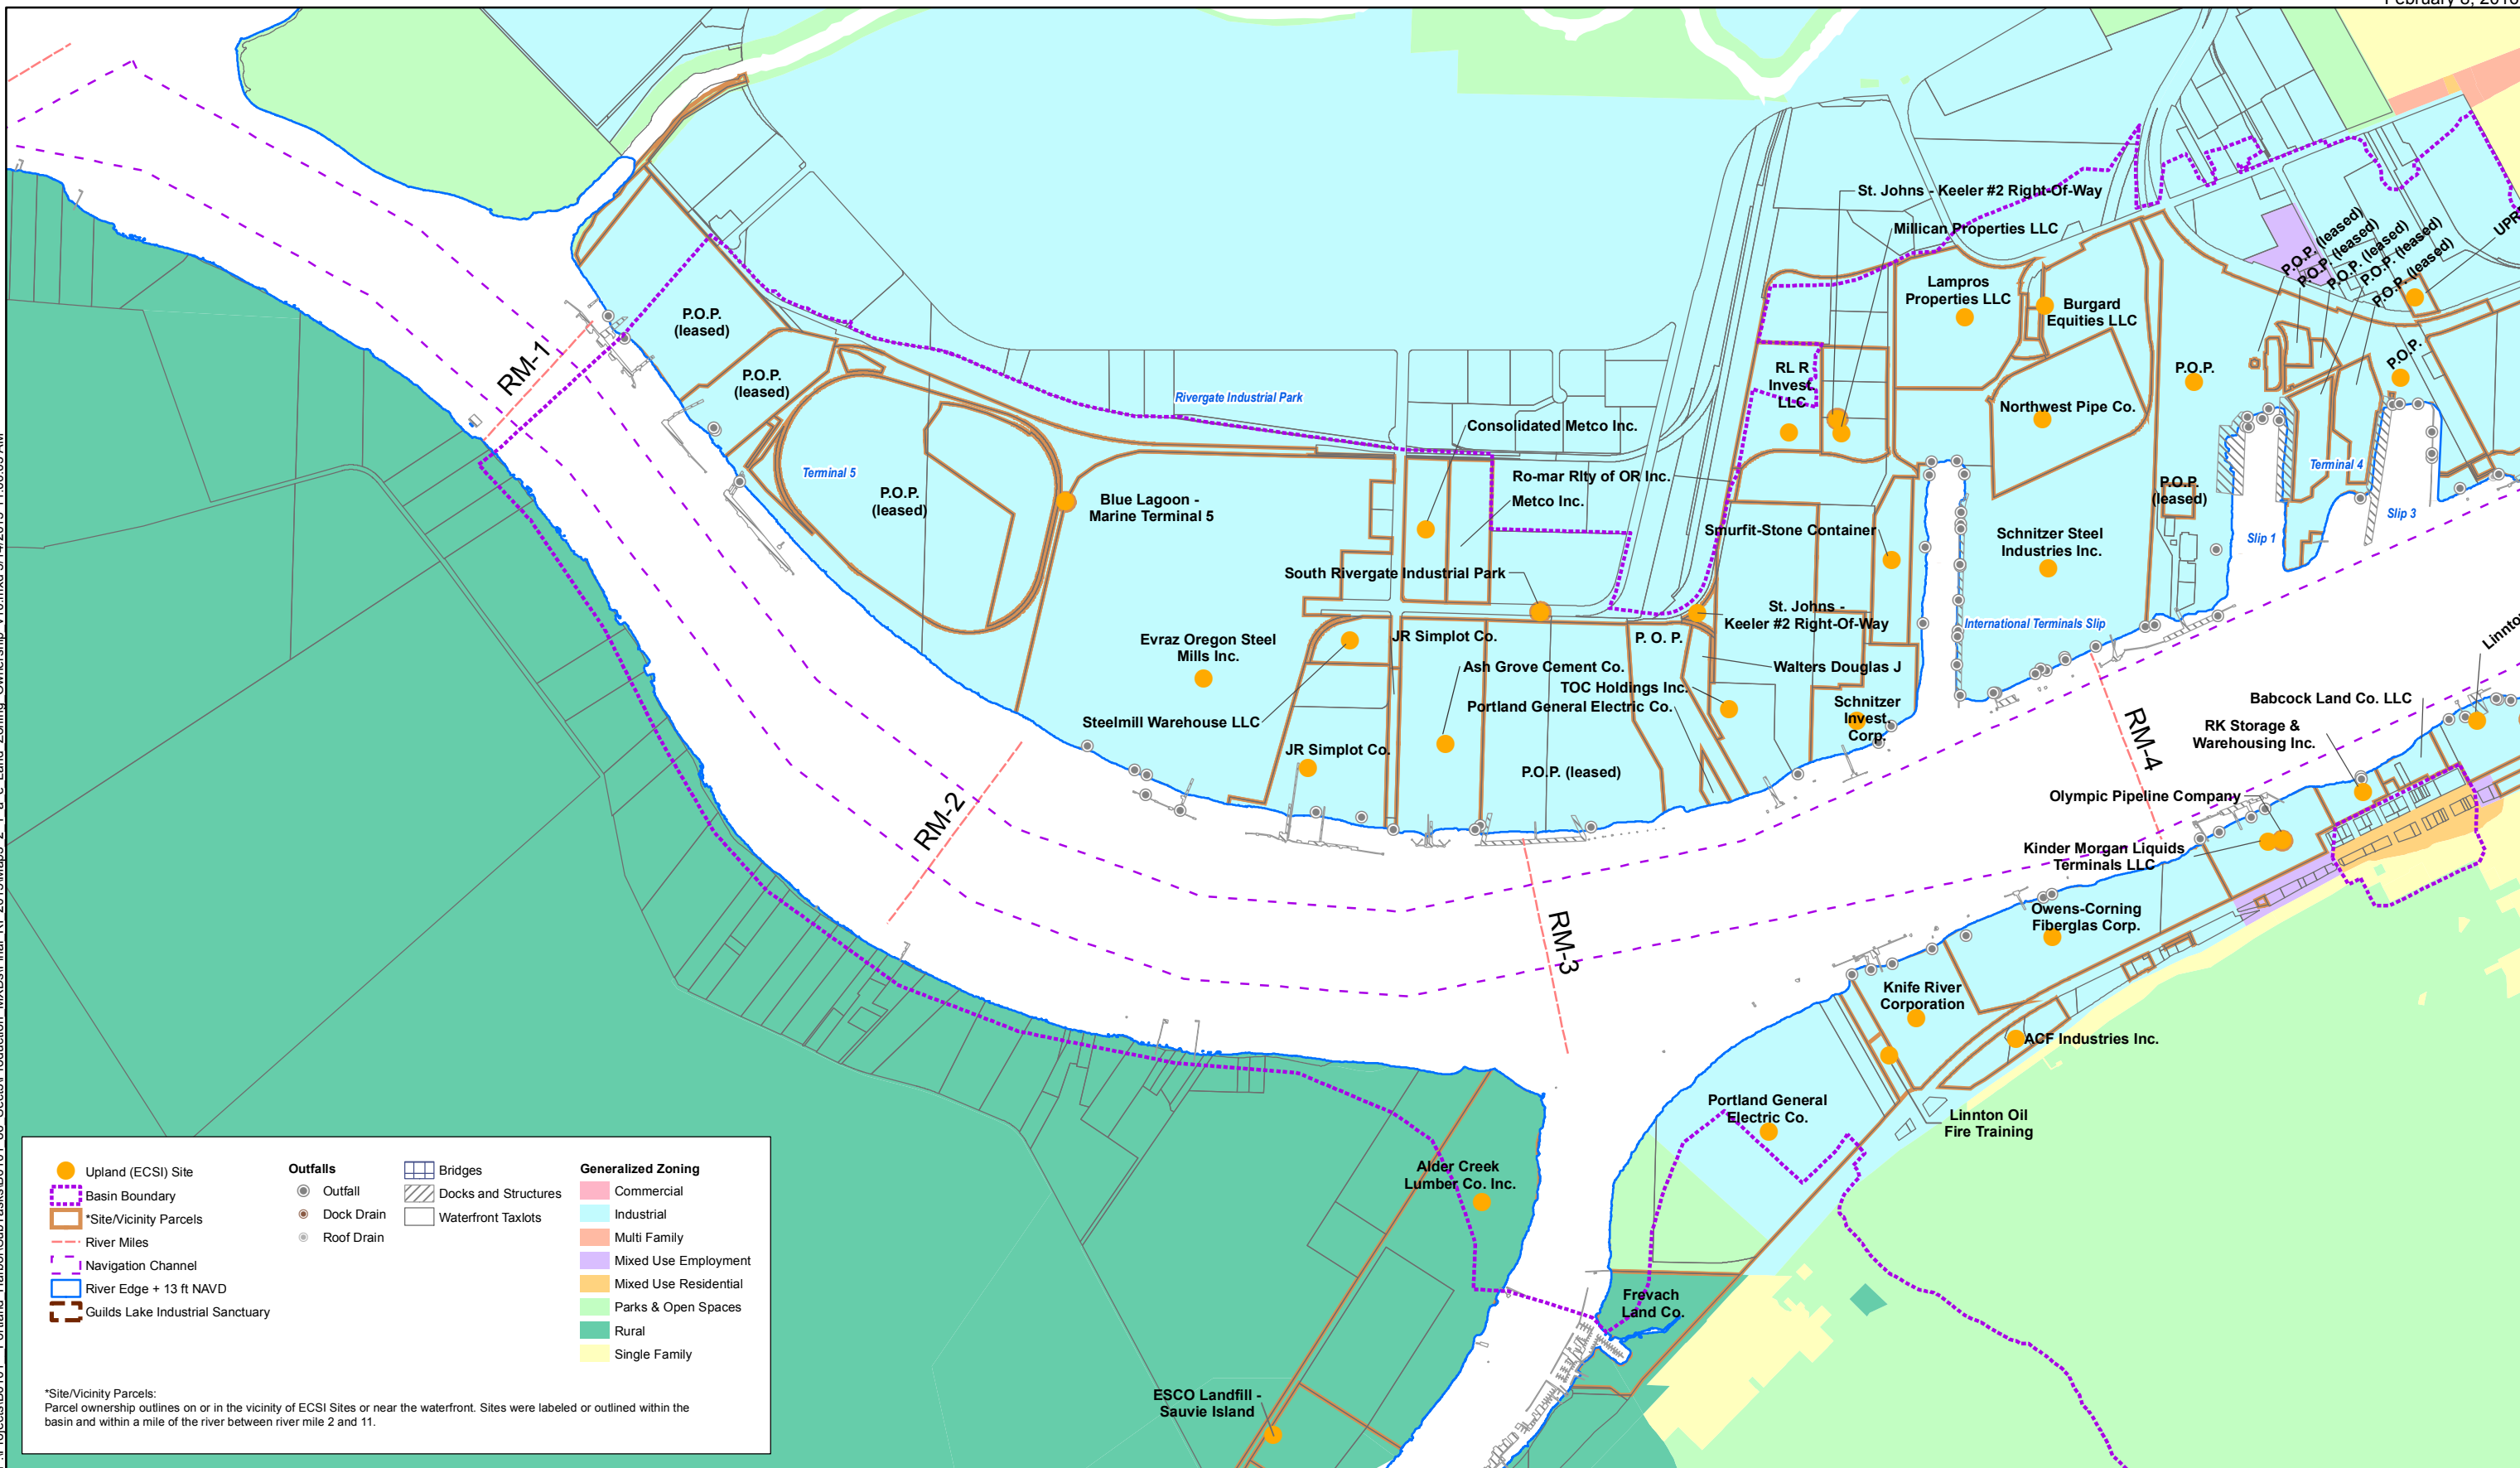 RM-1
P.O.P.
(leased)
P.O.P.
(leased)
Terminal 5
P.O.P.
(leased)
Rivergate Industrial Park
Blue Lagoon -
Marine Terminal 5
Consolidated Metco Inc.
Ro-mar Rlty of OR Inc.
Metco Inc.
South Rivergate Industrial Park
Evraz Oregon Steel
Mills Inc.
JR Simplot Co.
Ash Grove Cement Co.
Steelmill Warehouse LLC
JR Simplot Co.
P.O.P. (leased)
P. O. P.
TOC Holdings Inc.
Portland General Electric Co.
Walters Douglas J
St. Johns -
Keeler #2 Right-Of-Way
Schnitzer
Invest.
Corp.
Smurfit-Stone Container
St. Johns - Keeler #2 Right-Of-Way
Millican Properties LLC
Lampros
Properties LLC
Burgard
Equities LLC
RL R
Invest.
LLC
Northwest Pipe Co.
Schnitzer Steel
Industries Inc.
International Terminals Slip
P.O.P.
P.O.P.
(leased)
Slip 1
Terminal 4
Slip 3
P.O.P.
P.O.P. (leased)
P.O.P. (leased)
P.O.P. (leased)
P.O.P. (leased)
P.O.P. (leased)
RM-2
RM-3
RM-4
Babcock Land Co. LLC
RK Storage &
Warehousing Inc.
Olympic Pipeline Company
Kinder Morgan Liquids
Terminals LLC
Owens-Corning
Fiberglas Corp.
Knife River
Corporation
ACF Industries Inc.
Portland General
Electric Co.
Linnton Oil
Fire Training
Alder Creek
Lumber Co. Inc.
Frevach
Land Co.
ESCO Landfill -
Sauvie Island
Upland (ECSI) Site
Basin Boundary
*Site/Vicinity Parcels
River Miles
Navigation Channel
River Edge + 13 ft NAVD
Guilds Lake Industrial Sanctuary
Outfalls
Outfall
Dock Drain
Roof Drain
Bridges
Docks and Structures
Waterfront Taxlots
Generalized Zoning
Commercial
Industrial
Multi Family
Mixed Use Employment
Mixed Use Residential
Parks & Open Spaces
Rural
Single Family
*Site/Vicinity Parcels:
Parcel ownership outlines on or in the vicinity of ECSI Sites or near the waterfront. Sites were labeled or outlined within the
basin and within a mile of the river between river mile 2 and 11.